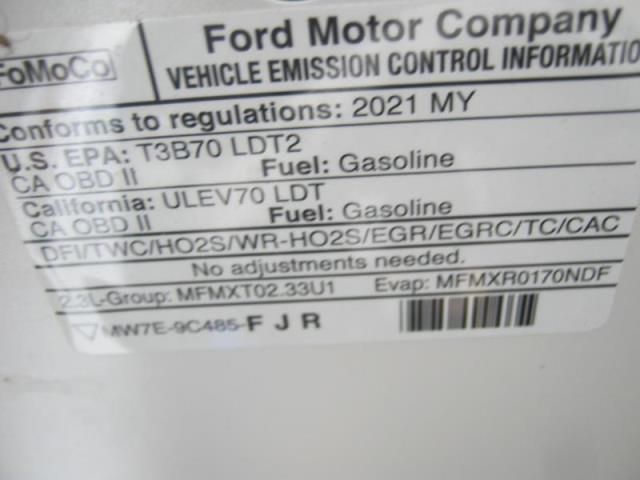 FoMoCo
Ford Motor Company
VEHICLE EMISSION CONTROL INFORMATIO
Conforms to regulations: 2021 MY
U.S. EPA: T3B70 LDT2
CA OBD II Fuel: Gasoline
California: ULEV70 LDT
CA OBD II Fuel: Gasoline
DFI/TWC/HO2S/WR-HO2S/EGR/EGRC/TC/CAC
No adjustments needed.
2.3L-Group: MFMXT02.33U1 Evap: MFMXR0170NDF
MW7E-9C485-F J R